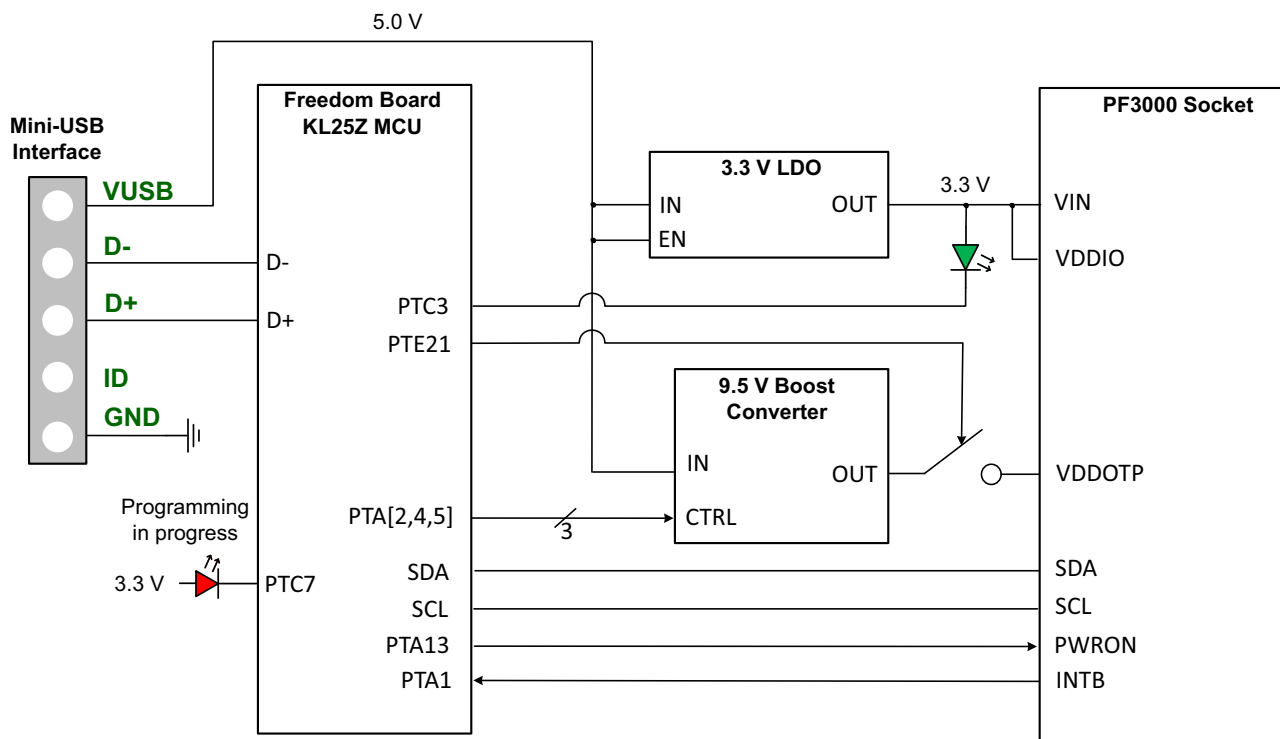 5.0 V
Mini-USB
Interface
VUSB
D-
D+
ID
GND
Freedom Board
KL25Z MCU
D-
D+
PTC3
PTE21
PTA[2,4,5]
3
SDA
SCL
PTA13
PTA1
Programming
in progress
3.3 V
PTC7
3.3 V LDO
IN
EN
OUT
3.3 V
9.5 V Boost
Converter
IN
OUT
CTRL
PF3000 Socket
VIN
VDDIO
VDDOTP
SDA
SCL
PWRON
INTB